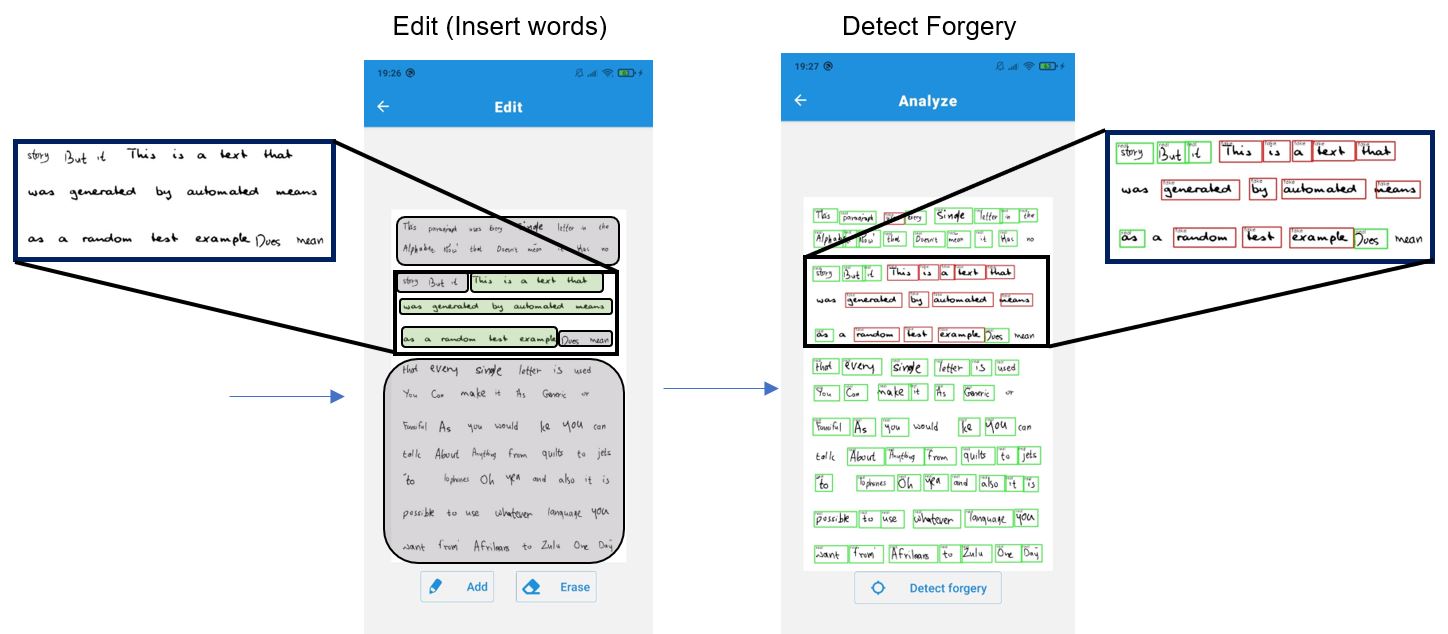 Edit (Insert words)
Detect Forgery
19:26
Edit
story But it This is a text that
was generated by automated means
as a random test example Does mean
This paragraph uses Every single letter in the
Alphabet Now that Doesn't mean it Has no
story But it This is a text that
was generated by automated means
as a random test example Does mean
that every single letter is used
You Can make it As Generic or
Fanciful As you would ke you can
talk About Anything from quilts to jets
to lophones Oh yea and also it is
possible to use whatever language you
want from Afrikaans to Zulu One Day
Add
Erase
19:27
Analyze
This paragraph Every single letter in the
Alphabet Now that Doesn't mean it Has no
story But it This is a text that
was generated by automated means
as a random test example Does mean
that every single letter is used
You Can make it As Generic or
Fanciful As you would ke you can
talk About Anything from quilts to jets
to lophones Oh yea and also it is
possible to use whatever language you
want from Afrikaans to Zulu One Day
Detect forgery
story But it This is a text that
was generated by automated means
as a random test example Does mean